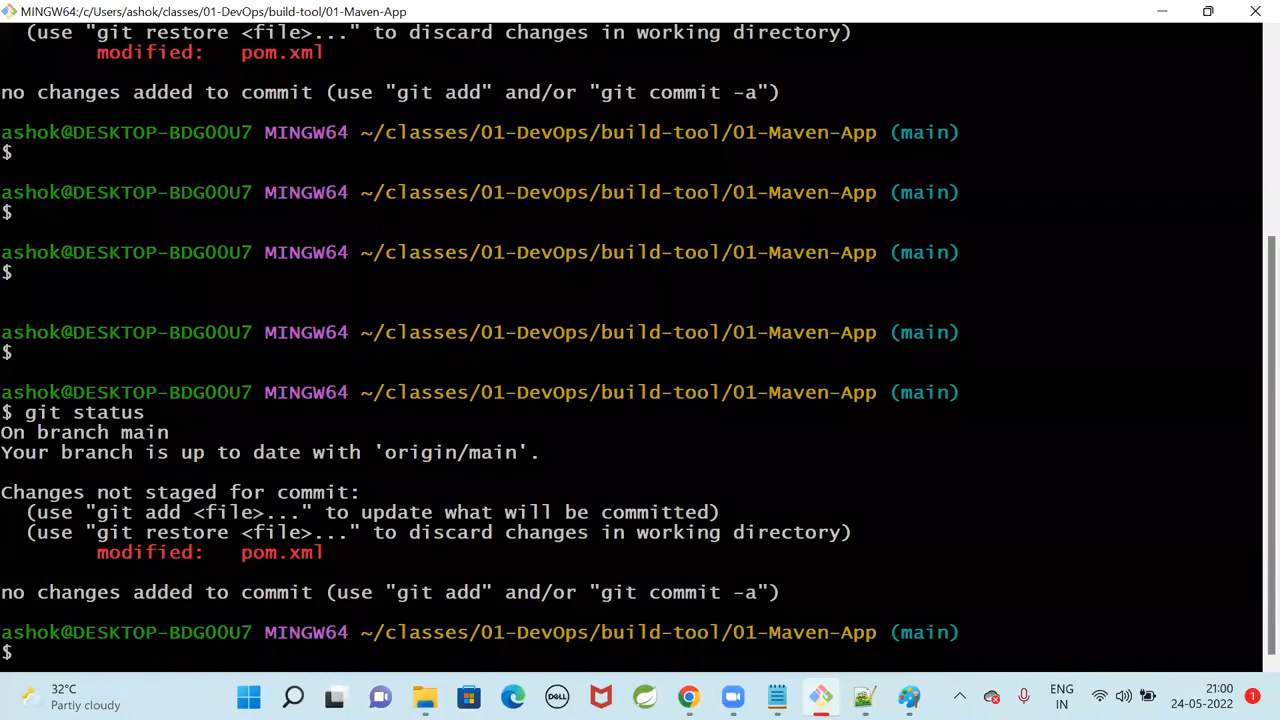 MINGW64:/c/Users/ashok/classes/01-DevOps/build-tool/01-Maven-App
(use "git restore <file>..." to discard changes in working directory)
modified: pom.xml
no changes added to commit (use "git add" and/or "git commit -a")
ashok@DESKTOP-BDG00U7 MINGW64 ~/classes/01-DevOps/build-tool/01-Maven-App (main)
$
ashok@DESKTOP-BDG00U7 MINGW64 ~/classes/01-DevOps/build-tool/01-Maven-App (main)
$
ashok@DESKTOP-BDG00U7 MINGW64 ~/classes/01-DevOps/build-tool/01-Maven-App (main)
$
ashok@DESKTOP-BDG00U7 MINGW64 ~/classes/01-DevOps/build-tool/01-Maven-App (main)
$
ashok@DESKTOP-BDG00U7 MINGW64 ~/classes/01-DevOps/build-tool/01-Maven-App (main)
$ git status
On branch main
Your branch is up to date with 'origin/main'.
Changes not staged for commit:
(use "git add <file>..." to update what will be committed)
(use "git restore <file>..." to discard changes in working directory)
modified: pom.xml
no changes added to commit (use "git add" and/or "git commit -a")
ashok@DESKTOP-BDG00U7 MINGW64 ~/classes/01-DevOps/build-tool/01-Maven-App (main)
$
32°C
Partly cloudy
DELL
ENG
IN
21:00
24-05-2022
1